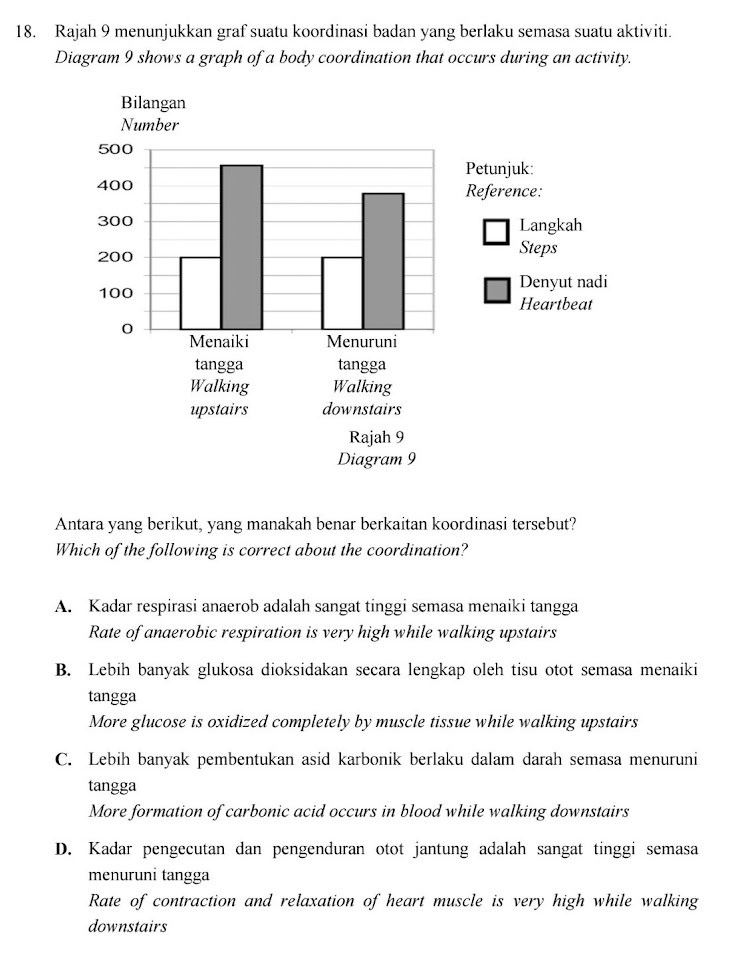 18. Rajah 9 menunjukkan graf suatu koordinasi badan yang berlaku semasa suatu aktiviti.
Diagram 9 shows a graph of a body coordination that occurs during an activity.
Bilangan
Number
500
400
300
200
100
0
Menaiki
tangga
Walking
upstairs
Menuruni
tangga
Walking
downstairs
Petunjuk:
Reference:
Langkah
Steps
Denyut nadi
Heartbeat
Rajah 9
Diagram 9
Antara yang berikut, yang manakah benar berkaitan koordinasi tersebut?
Which of the following is correct about the coordination?
A. Kadar respirasi anaerob adalah sangat tinggi semasa menaiki tangga
Rate of anaerobic respiration is very high while walking upstairs
B. Lebih banyak glukosa dioksidakan secara lengkap oleh tisu otot semasa menaiki
tangga
More glucose is oxidized completely by muscle tissue while walking upstairs
C. Lebih banyak pembentukan asid karbonik berlaku dalam darah semasa menuruni
tangga
More formation of carbonic acid occurs in blood while walking downstairs
D. Kadar pengecutan dan pengenduran otot jantung adalah sangat tinggi semasa
menuruni tangga
Rate of contraction and relaxation of heart muscle is very high while walking
downstairs